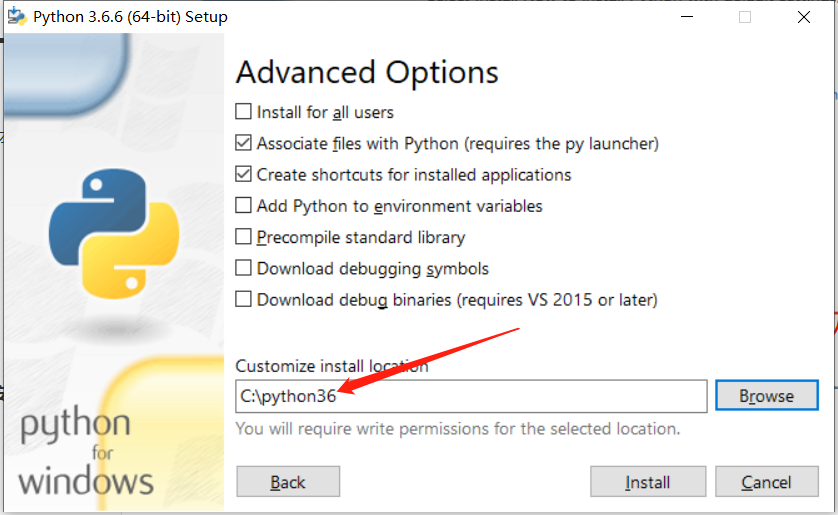 Python 3.6.6 (64-bit) Setup
Advanced Options
Install for all users
Associate files with Python (requires the py launcher)
Create shortcuts for installed applications
Add Python to environment variables
Precompile standard library
Download debugging symbols
Download debug binaries (requires VS 2015 or later)
Customize install location
C:\python36
Browse
You will require write permissions for the selected location.
python
for
windows
Back
Install
Cancel